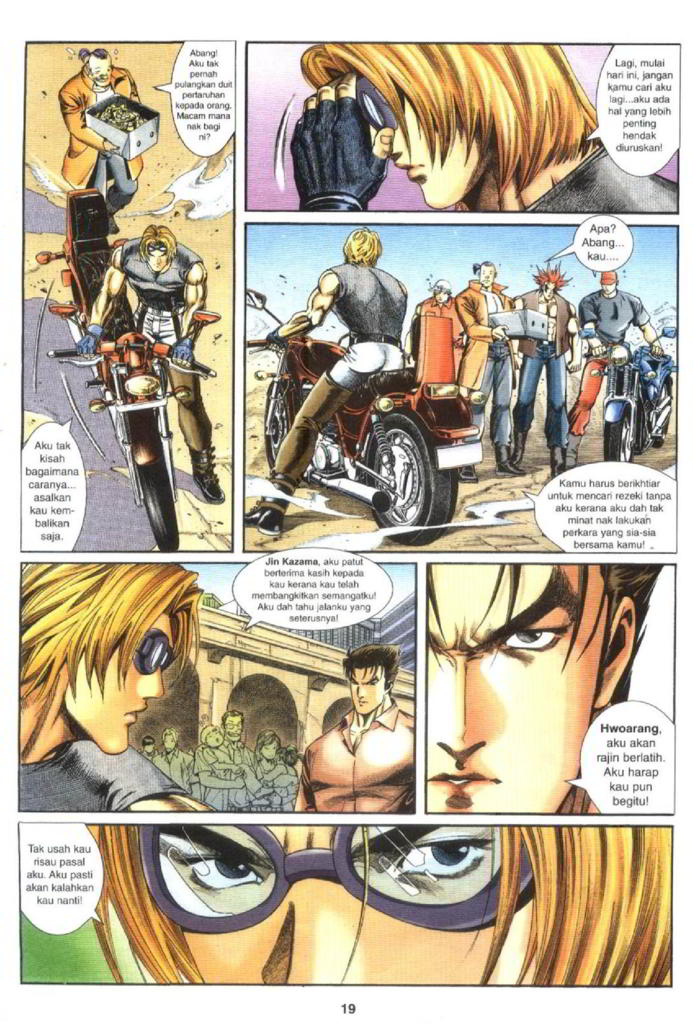 Abang!
Aku tak
pernah
pulangkan duit
pertaruhan
kepada orang.
Macam mana
nak bagi
ni?
Aku tak
kisah
bagaimana
caranya...
asalkan
kau kem-
balikan
saja.
Lagi, mulai
hari ini, jangan
kamu cari aku
lagi...aku ada
hal yang lebih
penting
hendak
diuruskan!
Apa?
Abang...
kau....
Kamu harus berikhtiar
untuk mencari rezeki tanpa
aku kerana aku dah tak
minat nak lakukan
perkara yang sia-sia
bersama kamu!
Jin Kazama, aku patut
berterima kasih kepada
kau kerana kau telah
membangkitkan semangatku!
Aku dah tahu jalanku yang
seterusnya!
Hwoarang,
aku akan
rajin berlatih.
Aku harap
kau pun
begitu!
Tak usah kau
risau pasal
aku. Aku pasti
akan kalahkan
kau nanti!
19